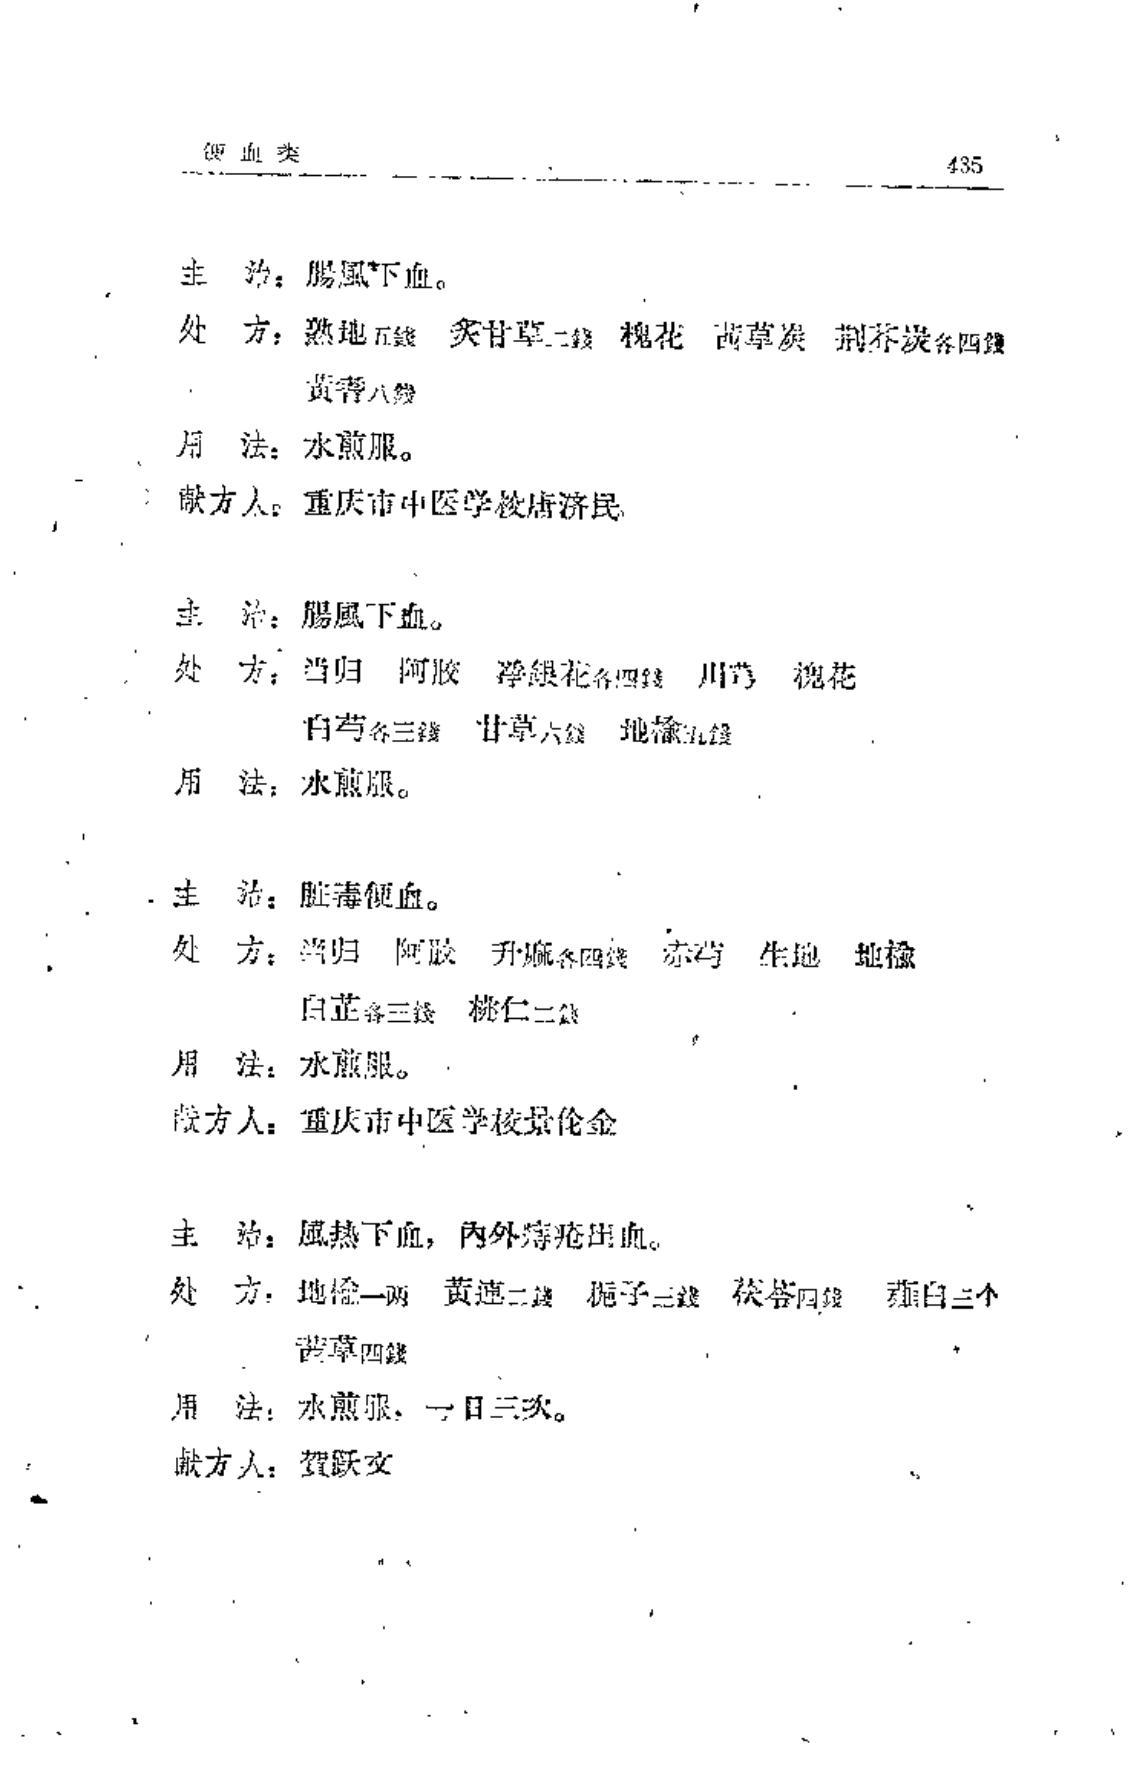 便血类 435
主　治：腸風下血。
处　方：熟地五錢　炙甘草二錢　槐花　茜草炭　荆芥炭各四錢
黄蓍八錢
用　法：水煎服。
献方人：重庆市中医学校唐济民
主　治：腸風下血。
处　方：当归　阿胶　銀花各四錢　川芎　槐花
白芍各三錢　甘草六錢　地榆九錢
用　法：水煎服。
主　治：脏毒便血。
处　方：当归　阿胶　升麻各四錢　赤芍　生地　地榆
白芷各三錢　桃仁二錢
用　法：水煎服。
献方人：重庆市中医学校景伦金
主　治：風热下血，內外痔疮出血。
处　方：地榆一两　黄連二錢　梔子三錢　茯苓四錢　薤白三个
茜草四錢
用　法：水煎服，一日三次。
献方人：贺跃文